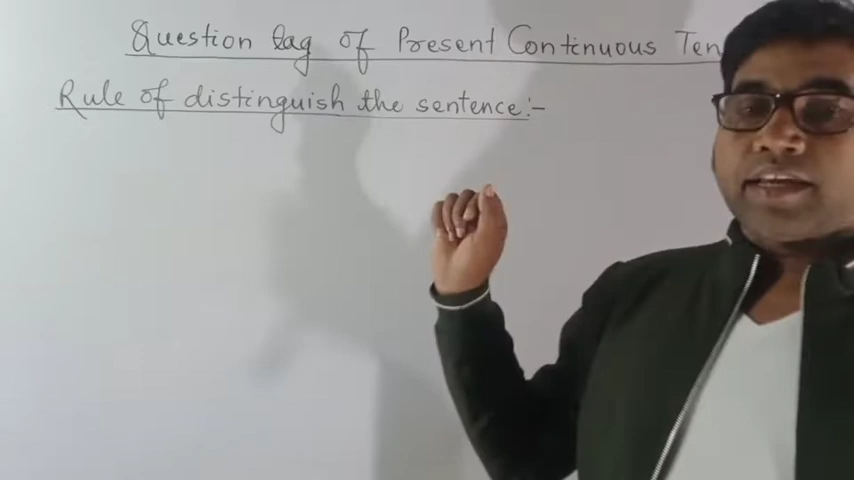 Question tag of Present Continuous Ten
Rule of distinguish the sentence:-